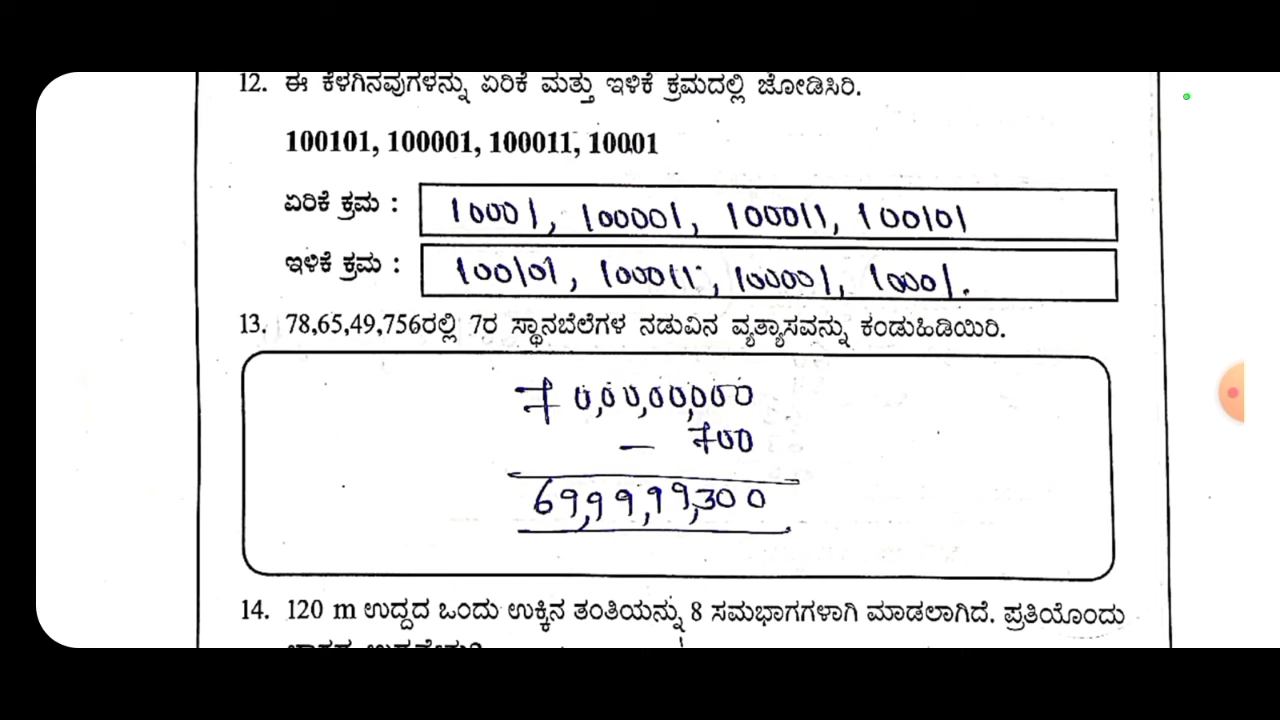 12. ಈ ಕೆಳಗಿನವುಗಳನ್ನು ಏರಿಕೆ ಮತ್ತು ಇಳಿಕೆ ಕ್ರಮದಲ್ಲಿ ಜೋಡಿಸಿರಿ.
100101, 100001, 100011, 10001
ಏರಿಕೆ ಕ್ರಮ : 10001, 100001, 100011, 100101
ಇಳಿಕೆ ಕ್ರಮ : 100101, 100011, 100001, 10001.
13. 78,65,49,756ರಲ್ಲಿ 7ರ ಸ್ಥಾನಬೆಲೆಗಳ ನಡುವಿನ ವ್ಯತ್ಯಾಸವನ್ನು ಕಂಡುಹಿಡಿಯಿರಿ.
70,00,00,000
– 700
69,99,99,300
14. 120 m ಉದ್ದದ ಒಂದು ಉಕ್ಕಿನ ತಂತಿಯನ್ನು 8 ಸಮಭಾಗಗಳಾಗಿ ಮಾಡಲಾಗಿದೆ. ಪ್ರತಿಯೊಂದು